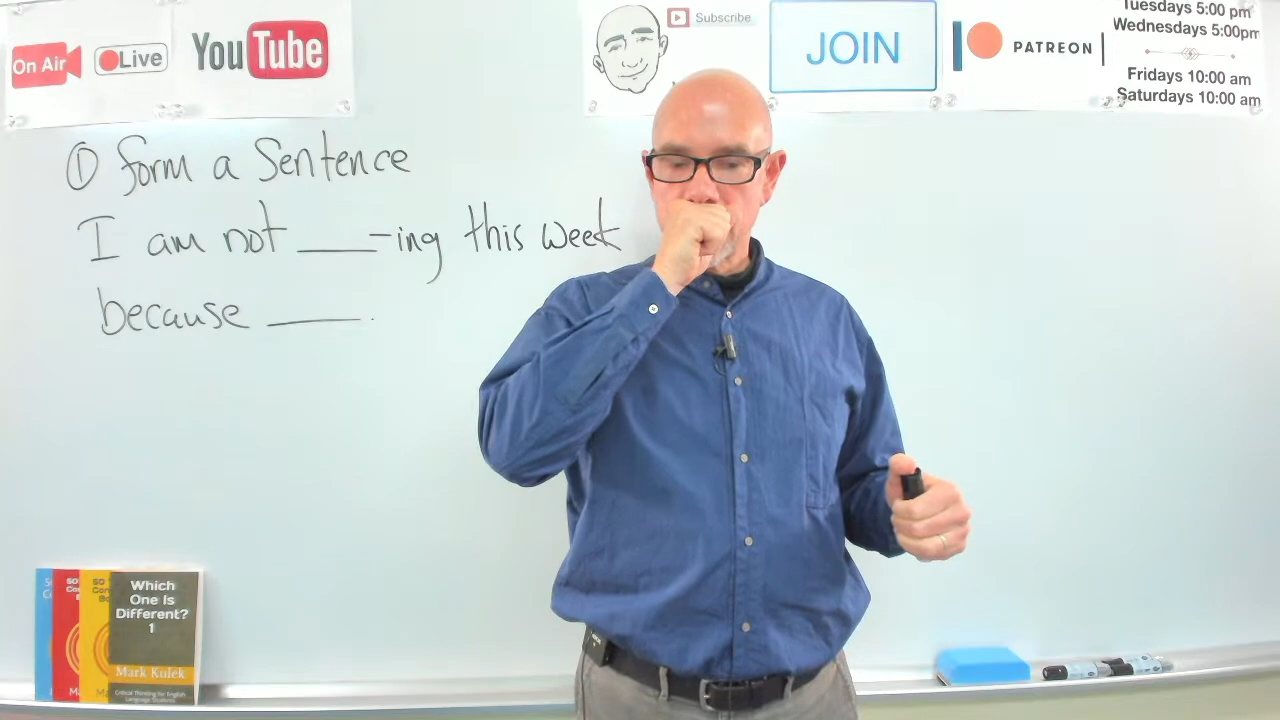 On Air
Live
YouTube
Subscribe
JOIN
PATREON
Tuesdays 5:00 pm
Wednesdays 5:00pm
Fridays 10:00 am
Saturdays 10:00 am
① Form a Sentence
I am not ____-ing this week
because ____.
Which
One Is
Different?
1
Mark Kulek
Critical Thinking for English
Language Students